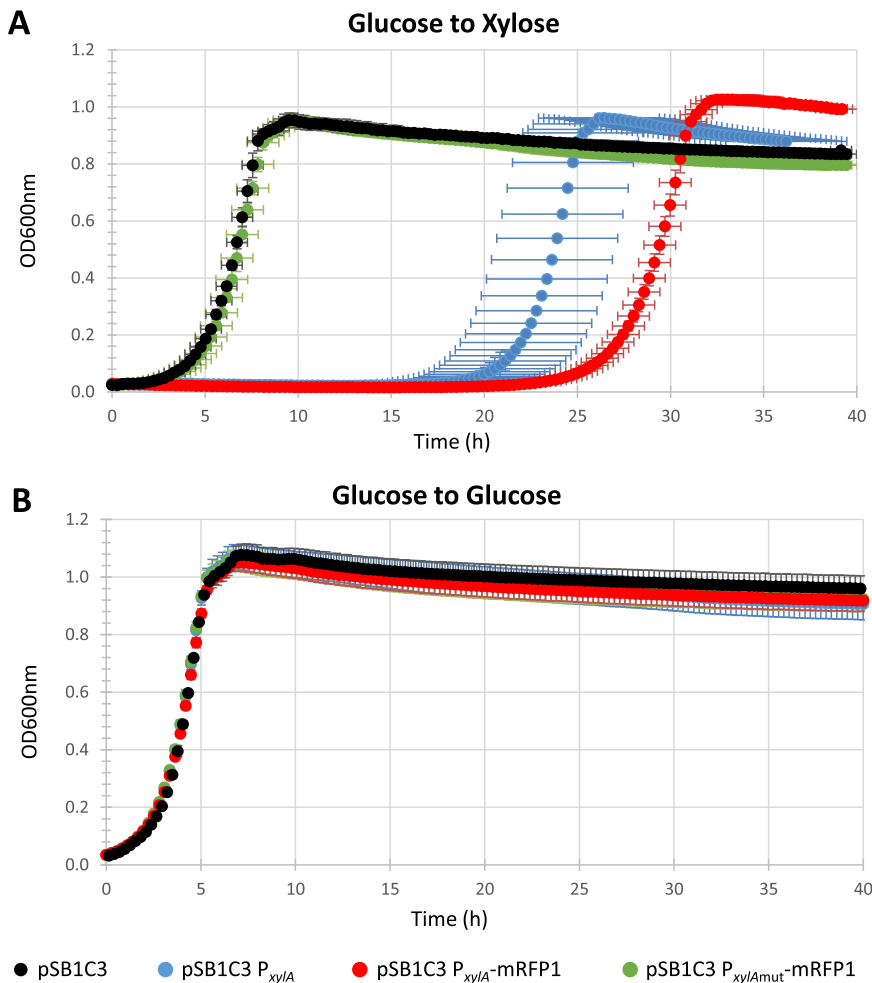 A
Glucose to Xylose
1.2
1.0
0.8
0.6
0.4
0.2
0.0
OD600nm
0 5 10 15 20 25 30 35 40
Time (h)
B
Glucose to Glucose
1.2
1.0
0.8
0.6
0.4
0.2
0.0
OD600nm
0 5 10 15 20 25 30 35 40
Time (h)
pSB1C3 pSB1C3 PxylA pSB1C3 PxylA-mRFP1 pSB1C3 PxylAmut-mRFP1